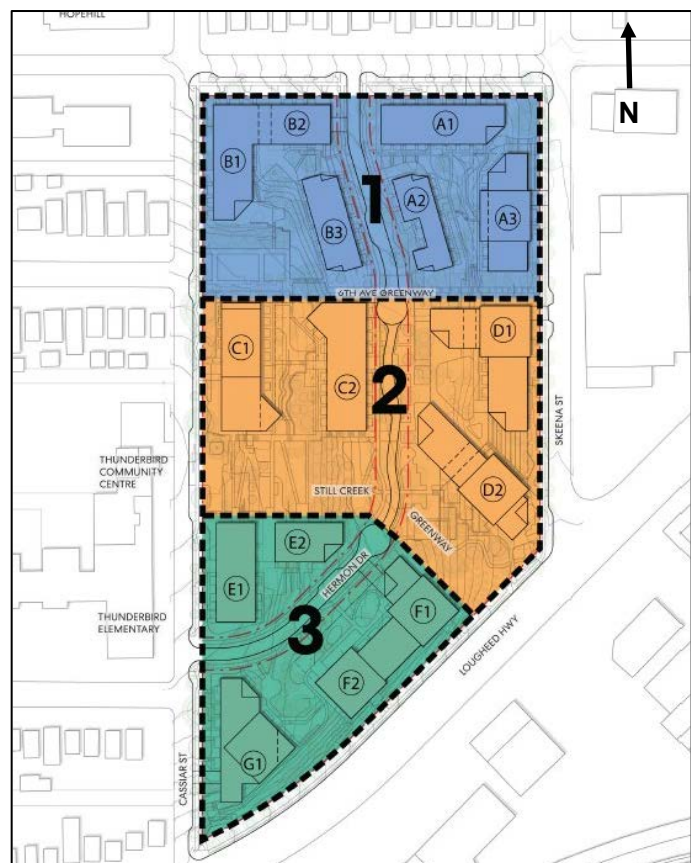 HOPEHILL
N
B2
A1
B1
1
A2
B3
A3
6TH AVE GREENWAY
C1
D1
C2
2
SKEENA ST
THUNDERBIRD
COMMUNITY
CENTRE
D2
STILL CREEK
GREENWAY
E2
E1
HERMON DR
F1
THUNDERBIRD
ELEMENTARY
3
LOUGHEED HWY
F2
G1
CASSIAR ST